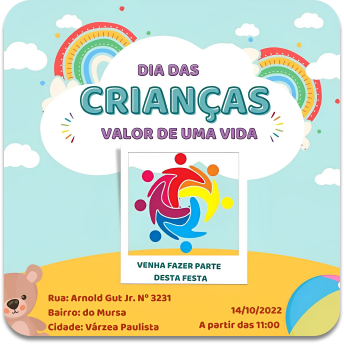 DIA DAS
CRIANÇAS
VALOR DE UMA VIDA
VENHA FAZER PARTE
DESTA FESTA
Rua: Arnold Gut Jr. Nº 3231
Bairro: do Mursa
Cidade: Várzea Paulista
14/10/2022
A partir das 11:00